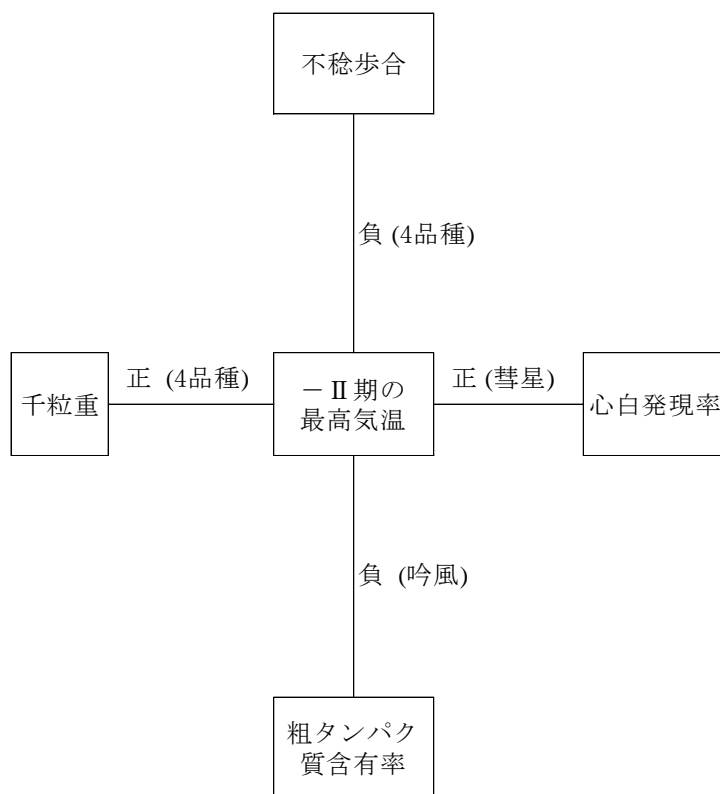 不稔歩合
負 (4品種)
千粒重
正 (4品種)
－Ⅱ期の
最高気温
正 (彗星)
心白発現率
負 (吟風)
粗タンパク
質含有率